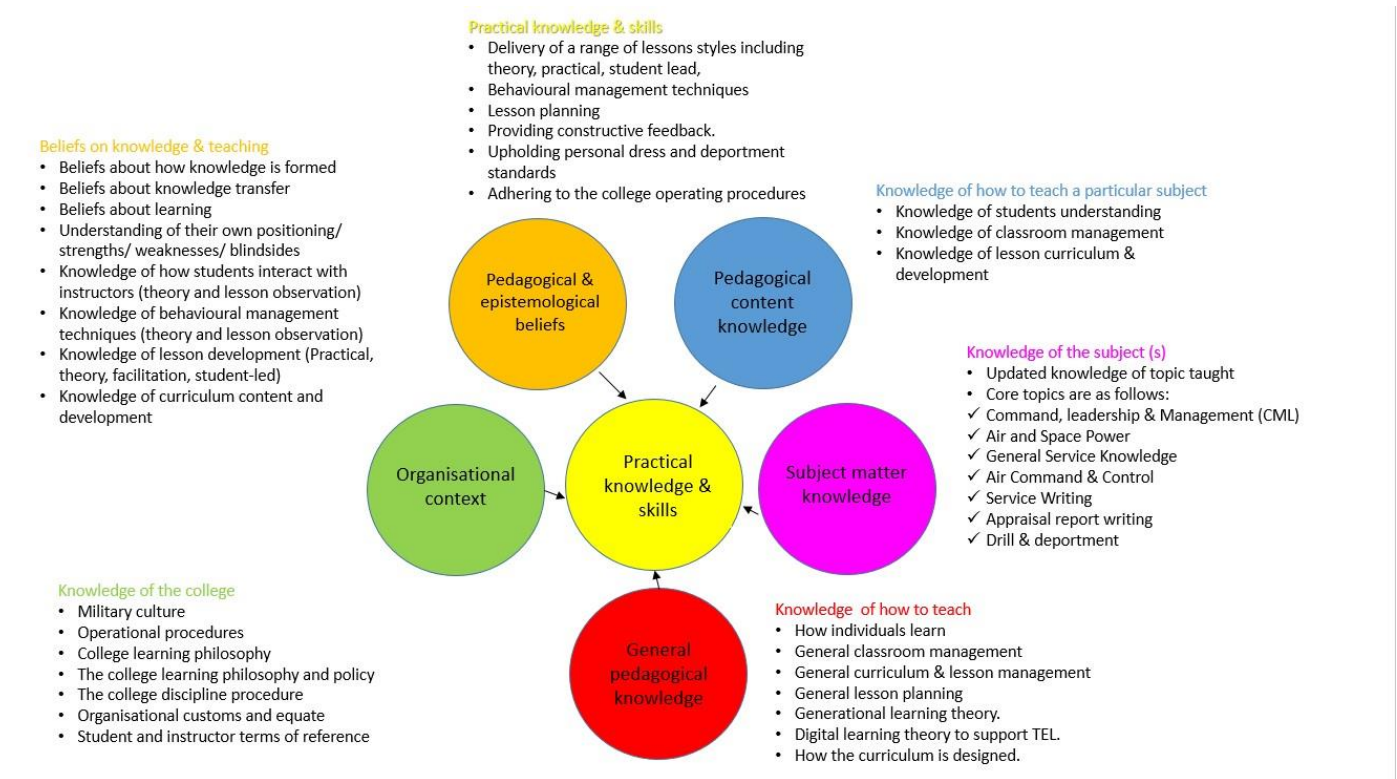 Practical knowledge & skills
• Delivery of a range of lessons styles including
theory, practical, student lead,
• Behavioural management techniques
• Lesson planning
• Providing constructive feedback.
• Upholding personal dress and deportment
standards
• Adhering to the college operating procedures
Beliefs on knowledge & teaching
• Beliefs about how knowledge is formed
• Beliefs about knowledge transfer
• Beliefs about learning
• Understanding of their own positioning/
strengths/ weaknesses/ blindsides
• Knowledge of how students interact with
instructors (theory and lesson observation)
• Knowledge of behavioural management
techniques (theory and lesson observation)
• Knowledge of lesson development (Practical,
theory, facilitation, student-led)
• Knowledge of curriculum content and
development
Knowledge of how to teach a particular subject
• Knowledge of students understanding
• Knowledge of classroom management
• Knowledge of lesson curriculum &
development
Pedagogical &
epistemological
beliefs
Pedagogical
content
knowledge
Knowledge of the subject (s)
• Updated knowledge of topic taught
• Core topics are as follows:
✓ Command, leadership & Management (CML)
✓ Air and Space Power
✓ General Service Knowledge
✓ Air Command & Control
✓ Service Writing
✓ Appraisal report writing
✓ Drill & deportment
Organisational
context
Practical
knowledge &
skills
Subject matter
knowledge
Knowledge of the college
• Military culture
• Operational procedures
• College learning philosophy
• The college learning philosophy and policy
• The college discipline procedure
• Organisational customs and equate
• Student and instructor terms of reference
General
pedagogical
knowledge
Knowledge of how to teach
• How individuals learn
• General classroom management
• General curriculum & lesson management
• General lesson planning
• Generational learning theory.
• Digital learning theory to support TEL.
• How the curriculum is designed.